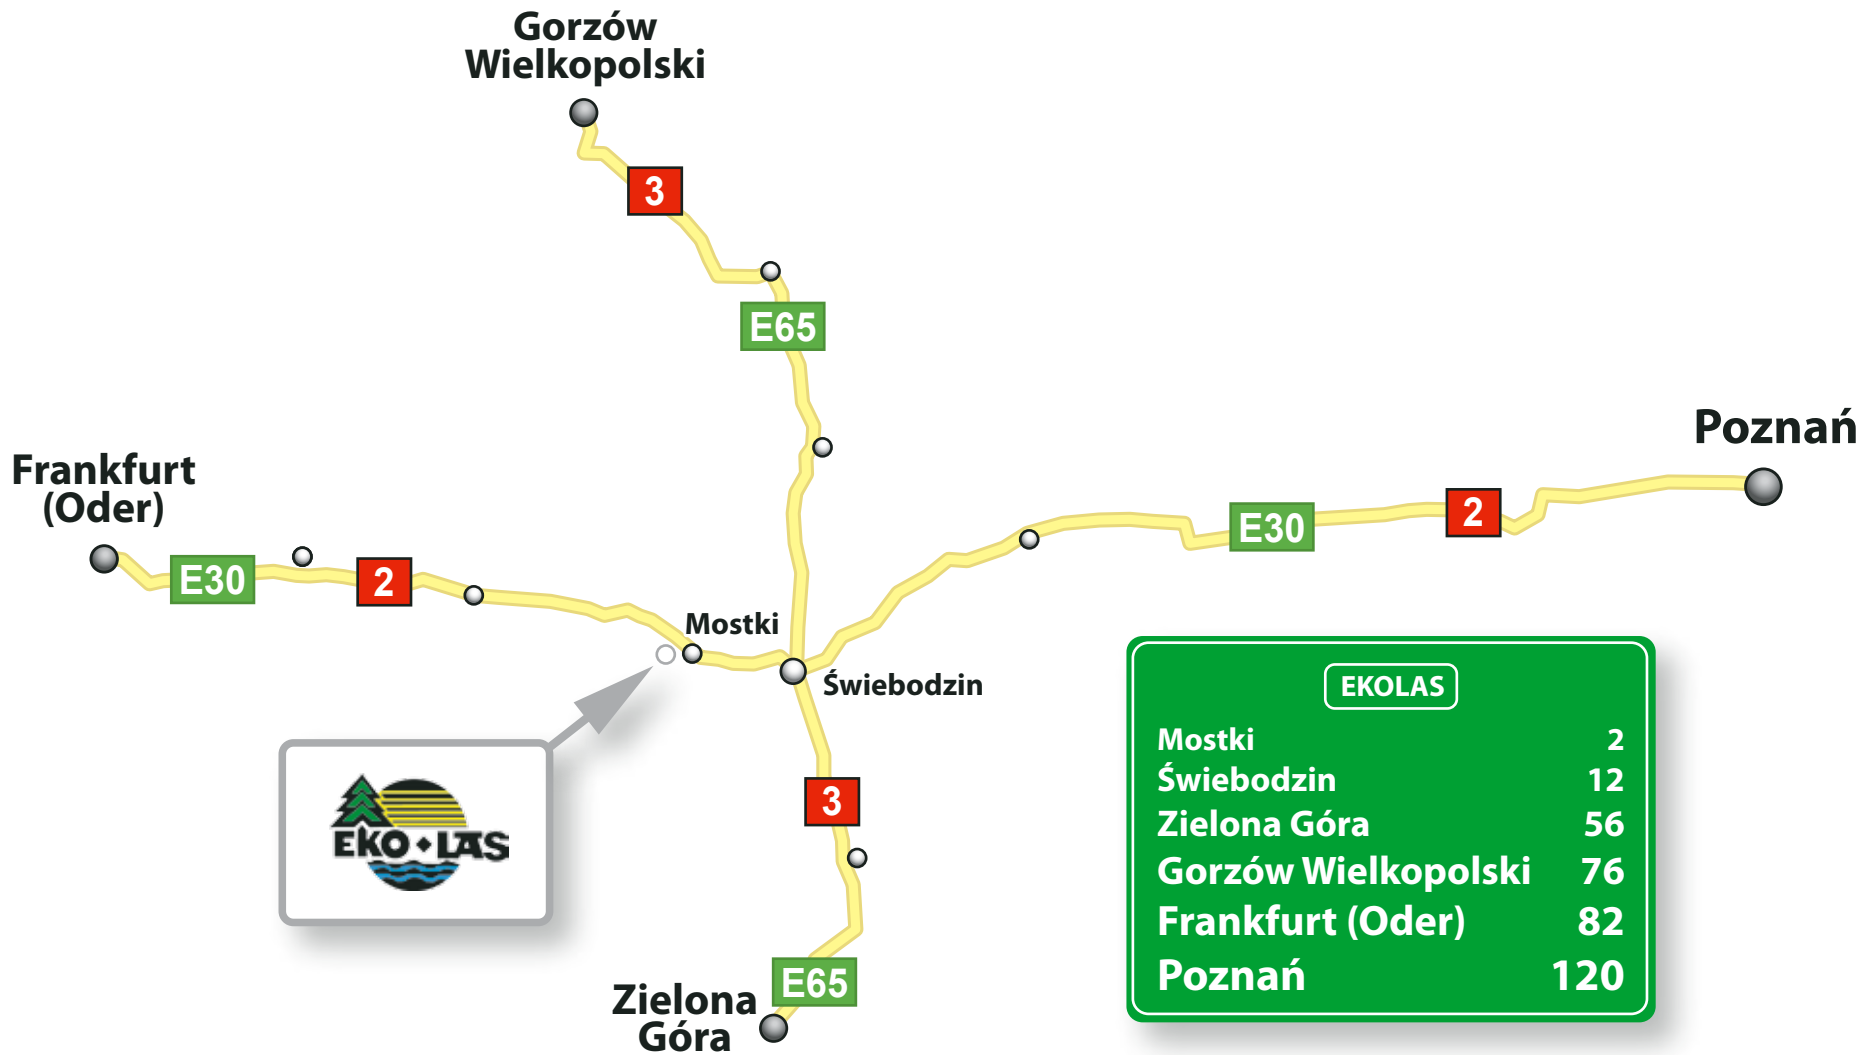 Gorzów
Wielkopolski
3
E65
Poznań
Frankfurt
(Oder)
E30
2
E30
2
Mostki
Świebodzin
EKO LAS
3
E65
Zielona
Góra
EKOLAS
Mostki 2
Świebodzin 12
Zielona Góra 56
Gorzów Wielkopolski 76
Frankfurt (Oder) 82
Poznań 120